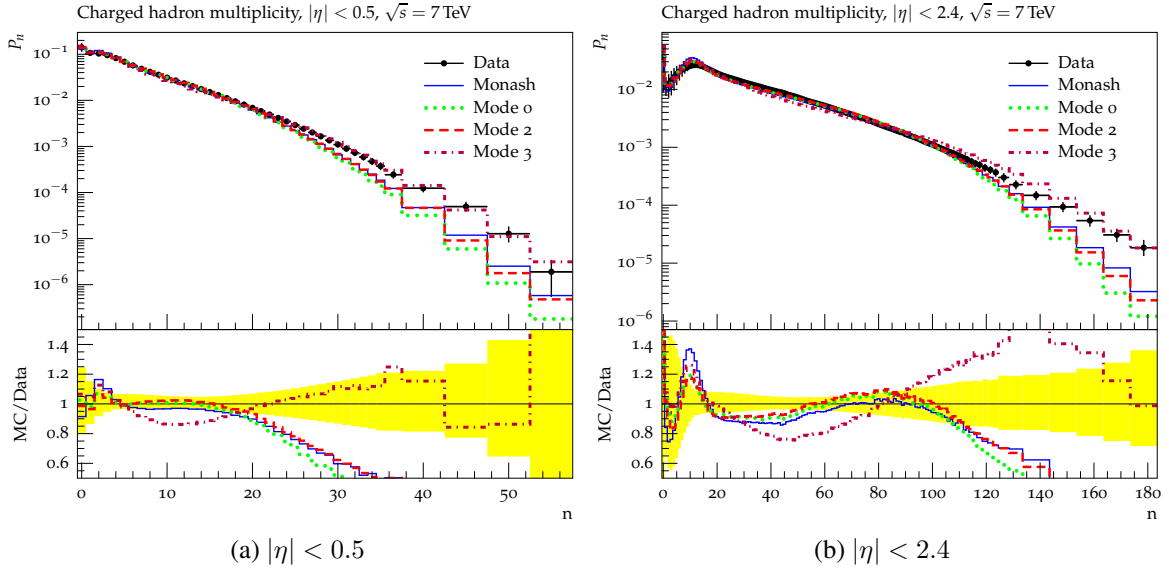 Charged hadron multiplicity, |η| < 0.5, √s = 7 TeV
P_n
10^−1
10^−2
10^−3
10^−4
10^−5
10^−6
Data
Monash
Mode 0
Mode 2
Mode 3
MC/Data
1.4
1.2
1
0.8
0.6
0 10 20 30 40 50
n
(a) |η| < 0.5
Charged hadron multiplicity, |η| < 2.4, √s = 7 TeV
P_n
10^−2
10^−3
10^−4
10^−5
10^−6
Data
Monash
Mode 0
Mode 2
Mode 3
MC/Data
1.4
1.2
1
0.8
0.6
0 20 40 60 80 100 120 140 160 180
n
(b) |η| < 2.4